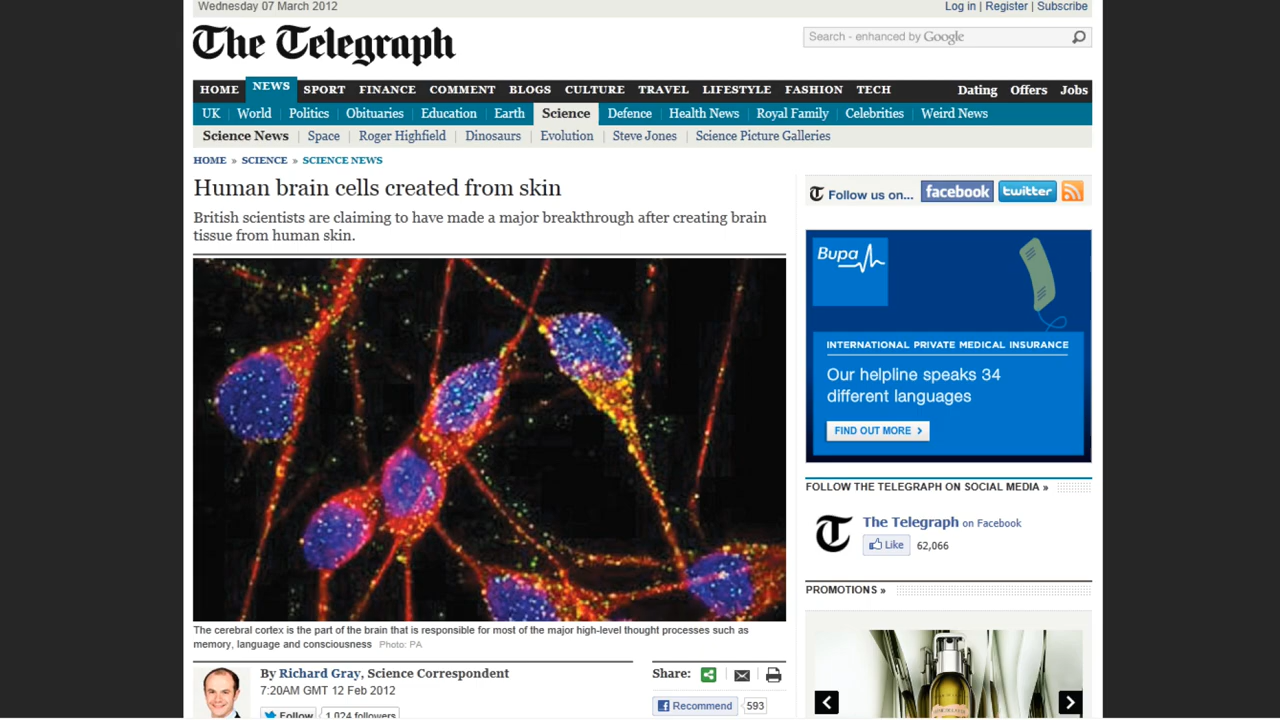 Wednesday 07 March 2012
Log in | Register | Subscribe
The Telegraph
Search - enhanced by Google
HOME NEWS SPORT FINANCE COMMENT BLOGS CULTURE TRAVEL LIFESTYLE FASHION TECH Dating Offers Jobs
UK World Politics Obituaries Education Earth Science Defence Health News Royal Family Celebrities Weird News
Science News Space Roger Highfield Dinosaurs Evolution Steve Jones Science Picture Galleries
HOME » SCIENCE » SCIENCE NEWS
Human brain cells created from skin
British scientists are claiming to have made a major breakthrough after creating brain
tissue from human skin.
The cerebral cortex is the part of the brain that is responsible for most of the major high-level thought processes such as
memory, language and consciousness Photo: PA
By Richard Gray, Science Correspondent
7:20AM GMT 12 Feb 2012
Follow 1,024 followers
Share:
Recommend 593
T Follow us on... facebook twitter
Bupa
INTERNATIONAL PRIVATE MEDICAL INSURANCE
Our helpline speaks 34
different languages
FIND OUT MORE >
FOLLOW THE TELEGRAPH ON SOCIAL MEDIA »
T
The Telegraph on Facebook
Like 62,066
PROMOTIONS »